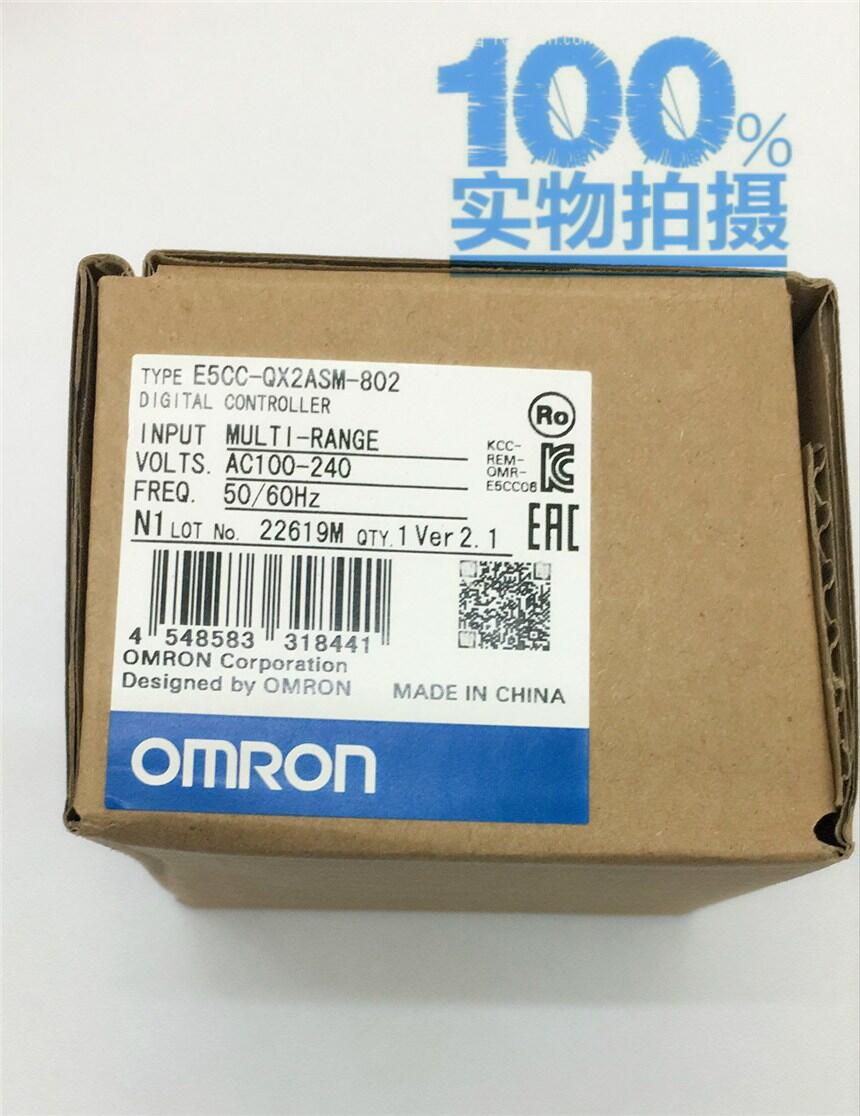 100%
实物拍摄
TYPE E5CC-QX2ASM-802
DIGITAL CONTROLLER
INPUT MULTI-RANGE
VOLTS. AC100-240
FREQ. 50/60Hz
N1 LOT No. 22619M QTY.1 Ver 2.1
Ro
KCC-
REM-
OMR-
E5CC06
KC
EAC
4 548583 318441
OMRON Corporation
Designed by OMRON MADE IN CHINA
OMRON